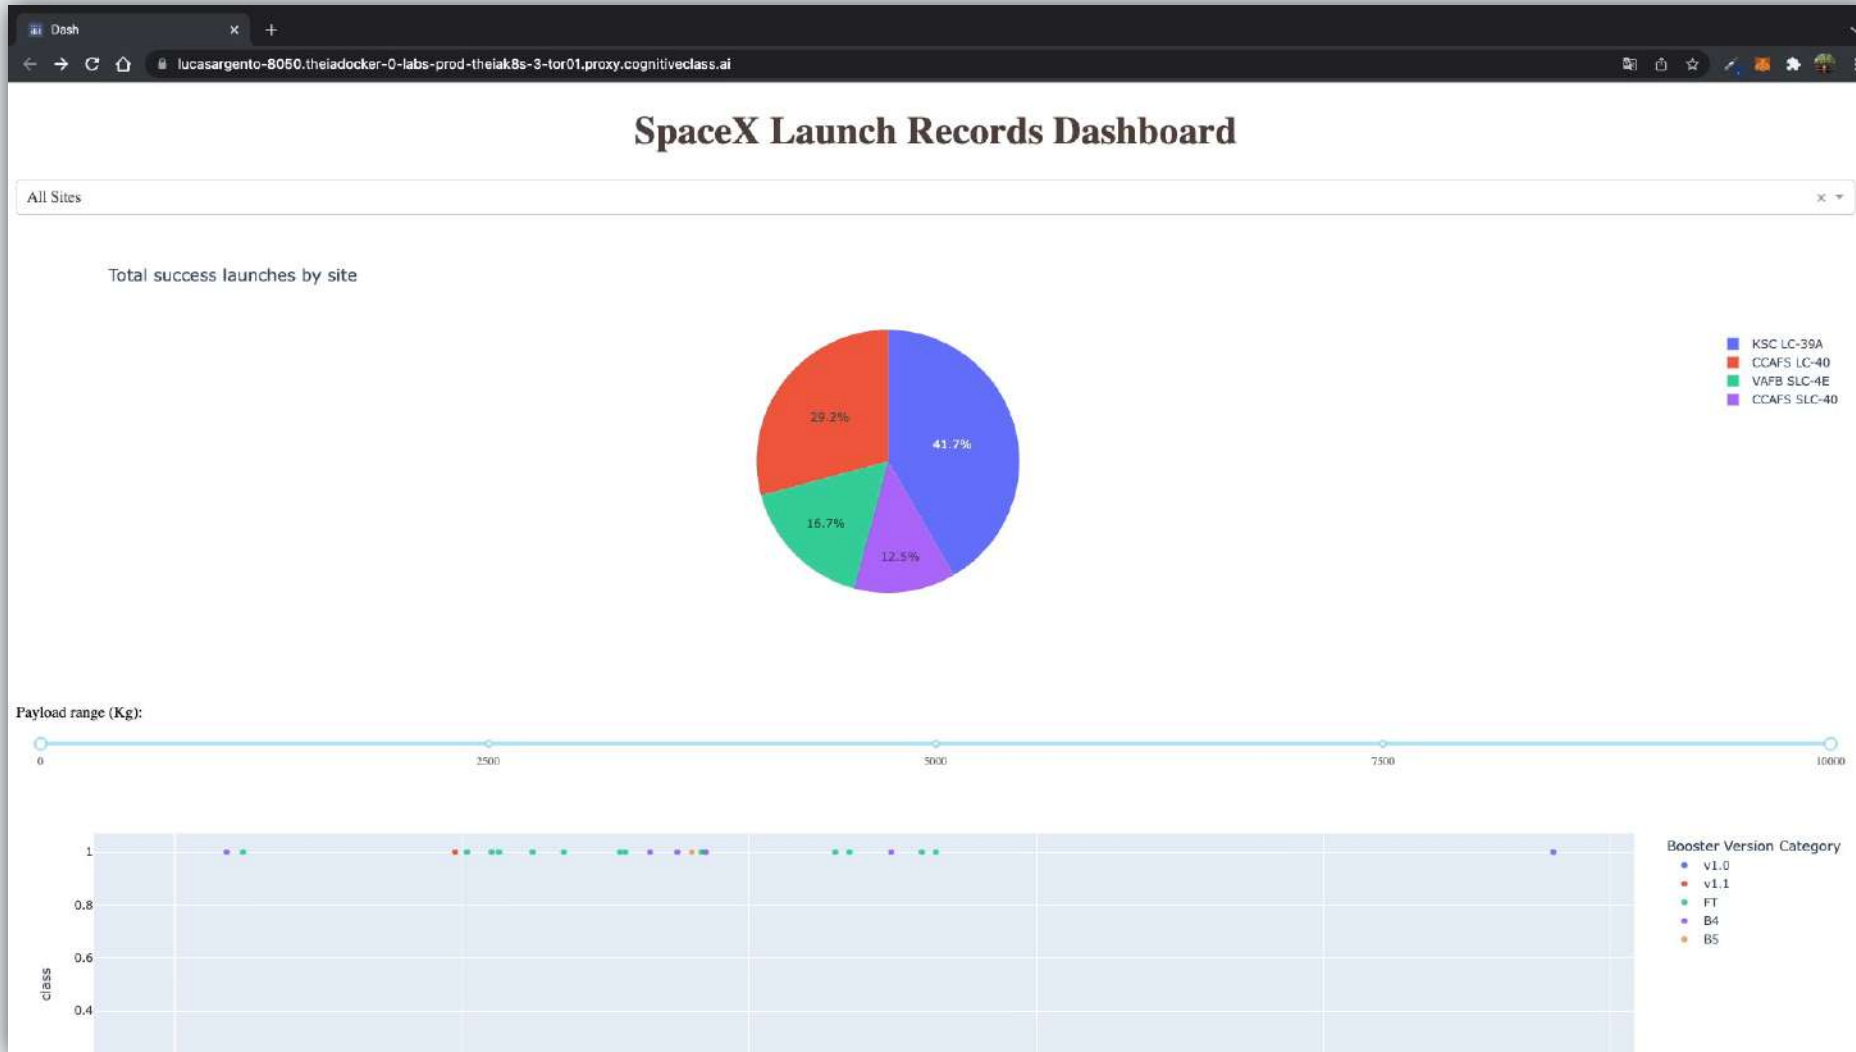 Dash
lucasargento-8050.theiadocker-0-labs-prod-theiak8s-3-tor01.proxy.cognitiveclass.ai
SpaceX Launch Records Dashboard
All Sites
Total success launches by site
KSC LC-39A
CCAFS LC-40
VAFB SLC-4E
CCAFS SLC-40
29.2%
41.7%
16.7%
12.5%
Payload range (Kg):
0 2500 5000 7500 10000
Booster Version Category
v1.0
v1.1
FT
B4
B5
1
0.8
0.6
0.4
class